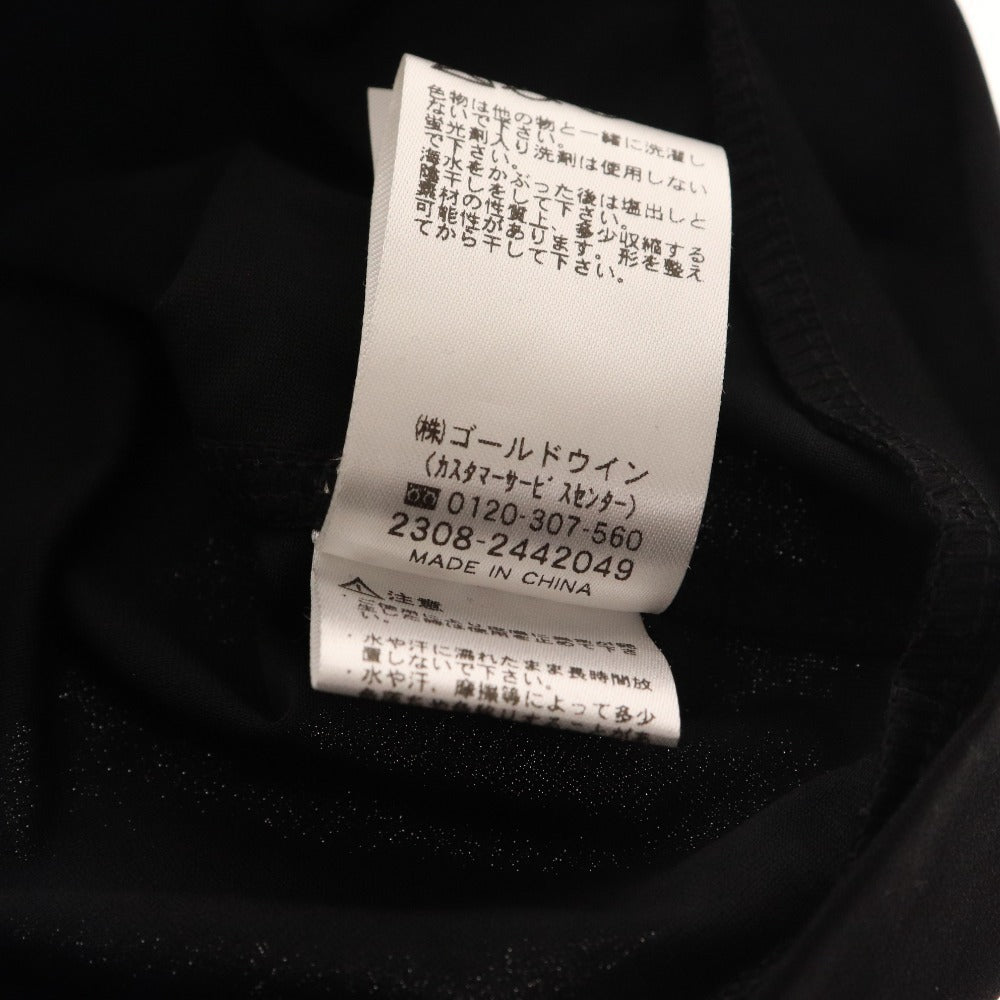 色物は他の物と一緒に洗濯し
ないで下さい。
蛍光剤入り洗剤は使用しない
で下さい。
海水をかぶった後は塩出しと
陰干しをして下さい。
素材の性質上、多少収縮する
可能性があります。形を整え
てから干して下さい。
(株)ゴールドウイン
(カスタマーサービスセンター)
0120-307-560
2308-2442049
MADE IN CHINA
注意
い。
・水や汗に濡れたまま長時間放
置しないで下さい。
・水や汗、摩擦等によって多少